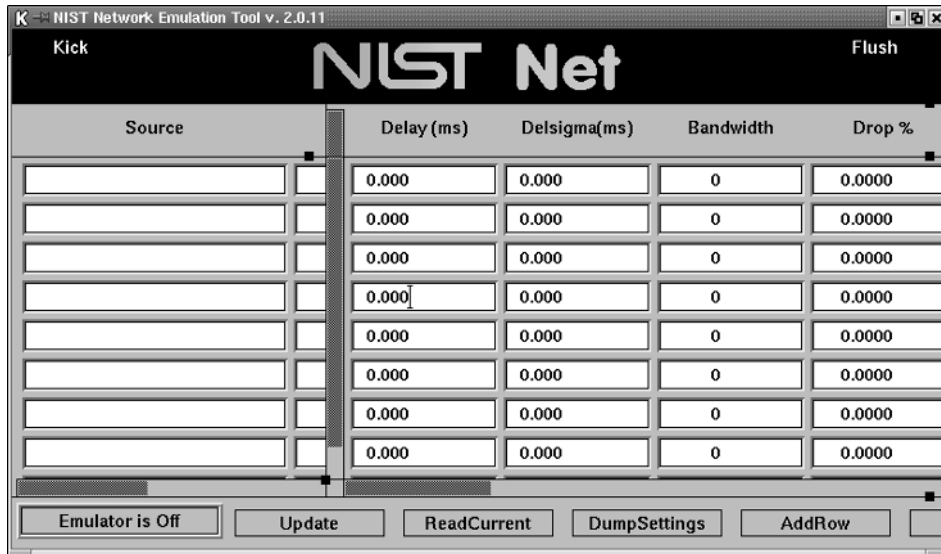 NIST Network Emulation Tool v. 2.0.11
Kick
NIST Net
Flush
Source Delay (ms) Delsigma(ms) Bandwidth Drop %
0.000 0.000 0 0.0000
0.000 0.000 0 0.0000
0.000 0.000 0 0.0000
0.000 0.000 0 0.0000
0.000 0.000 0 0.0000
0.000 0.000 0 0.0000
0.000 0.000 0 0.0000
0.000 0.000 0 0.0000
Emulator is Off Update ReadCurrent DumpSettings AddRow